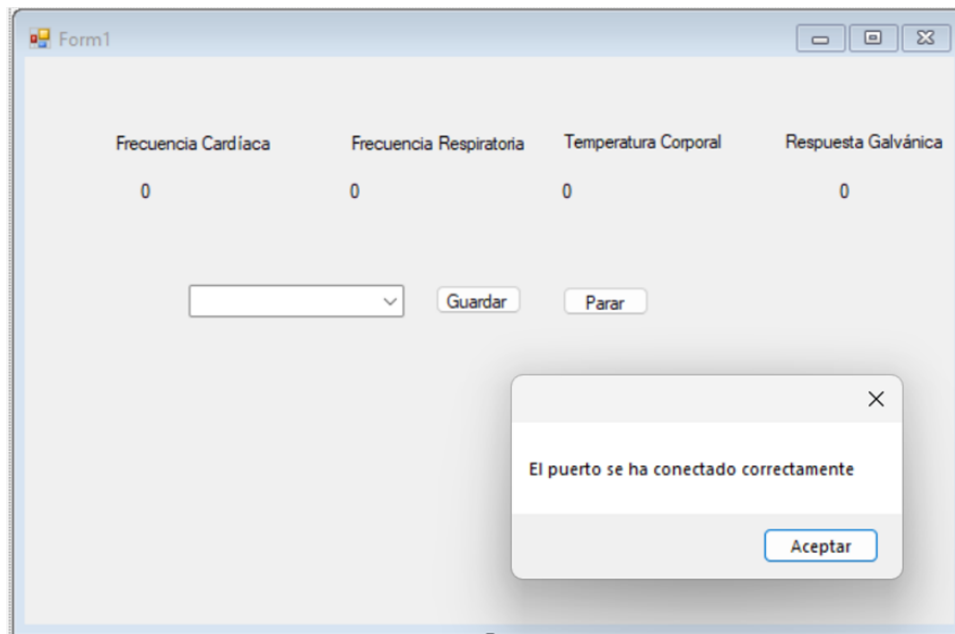 Form1
Frecuencia Cardíaca Frecuencia Respiratoria Temperatura Corporal Respuesta Galvánica
0 0 0 0
Guardar Parar
El puerto se ha conectado correctamente
Aceptar